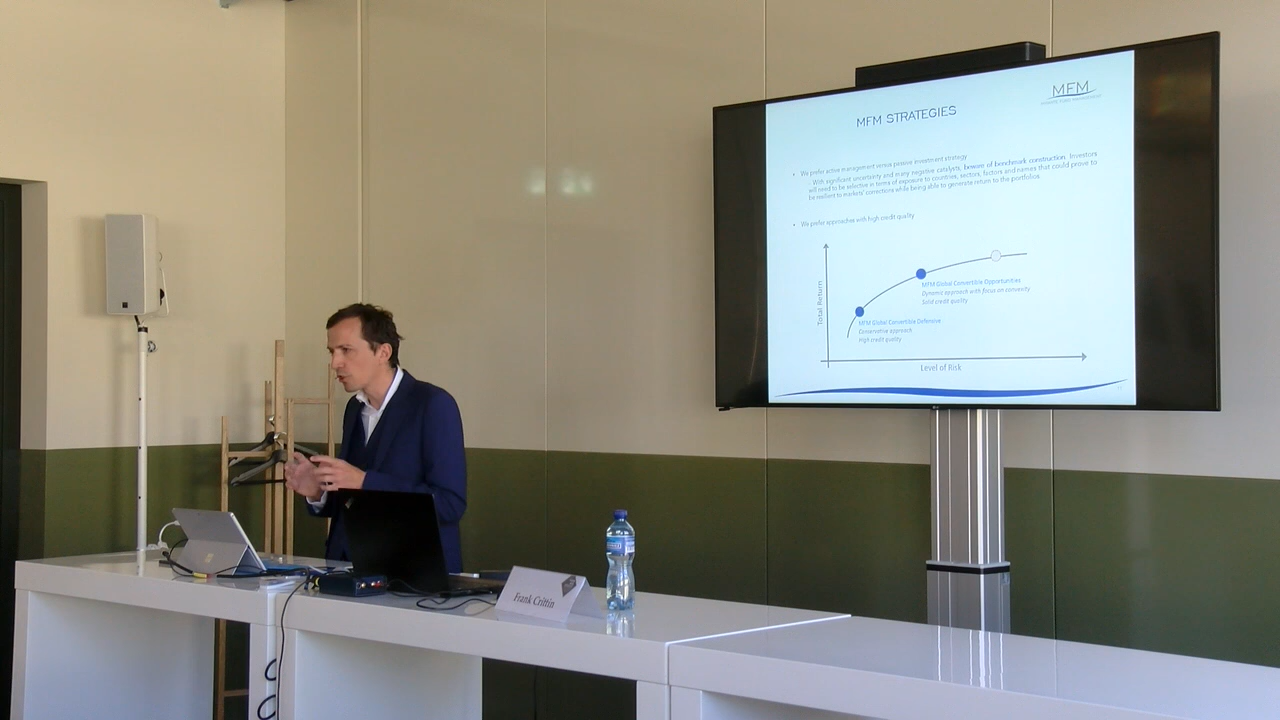 MFM
MFM STRATEGIES
• We prefer active management versus passive investment strategy
- With significant uncertainty and many negative catalysts, beware of benchmark construction. Investors
will need to be selective in terms of exposure to countries, sectors, factors and names that could prove to
be resilient to markets' corrections while being able to generate return to the portfolios.
• We prefer approaches with high credit quality
Total Return
MFM Global Convertible Opportunities
Dynamic approach with focus on convexity
Solid credit quality
MFM Global Convertible Defensive
Conservative approach
High credit quality
Level of Risk
Frank Crittin